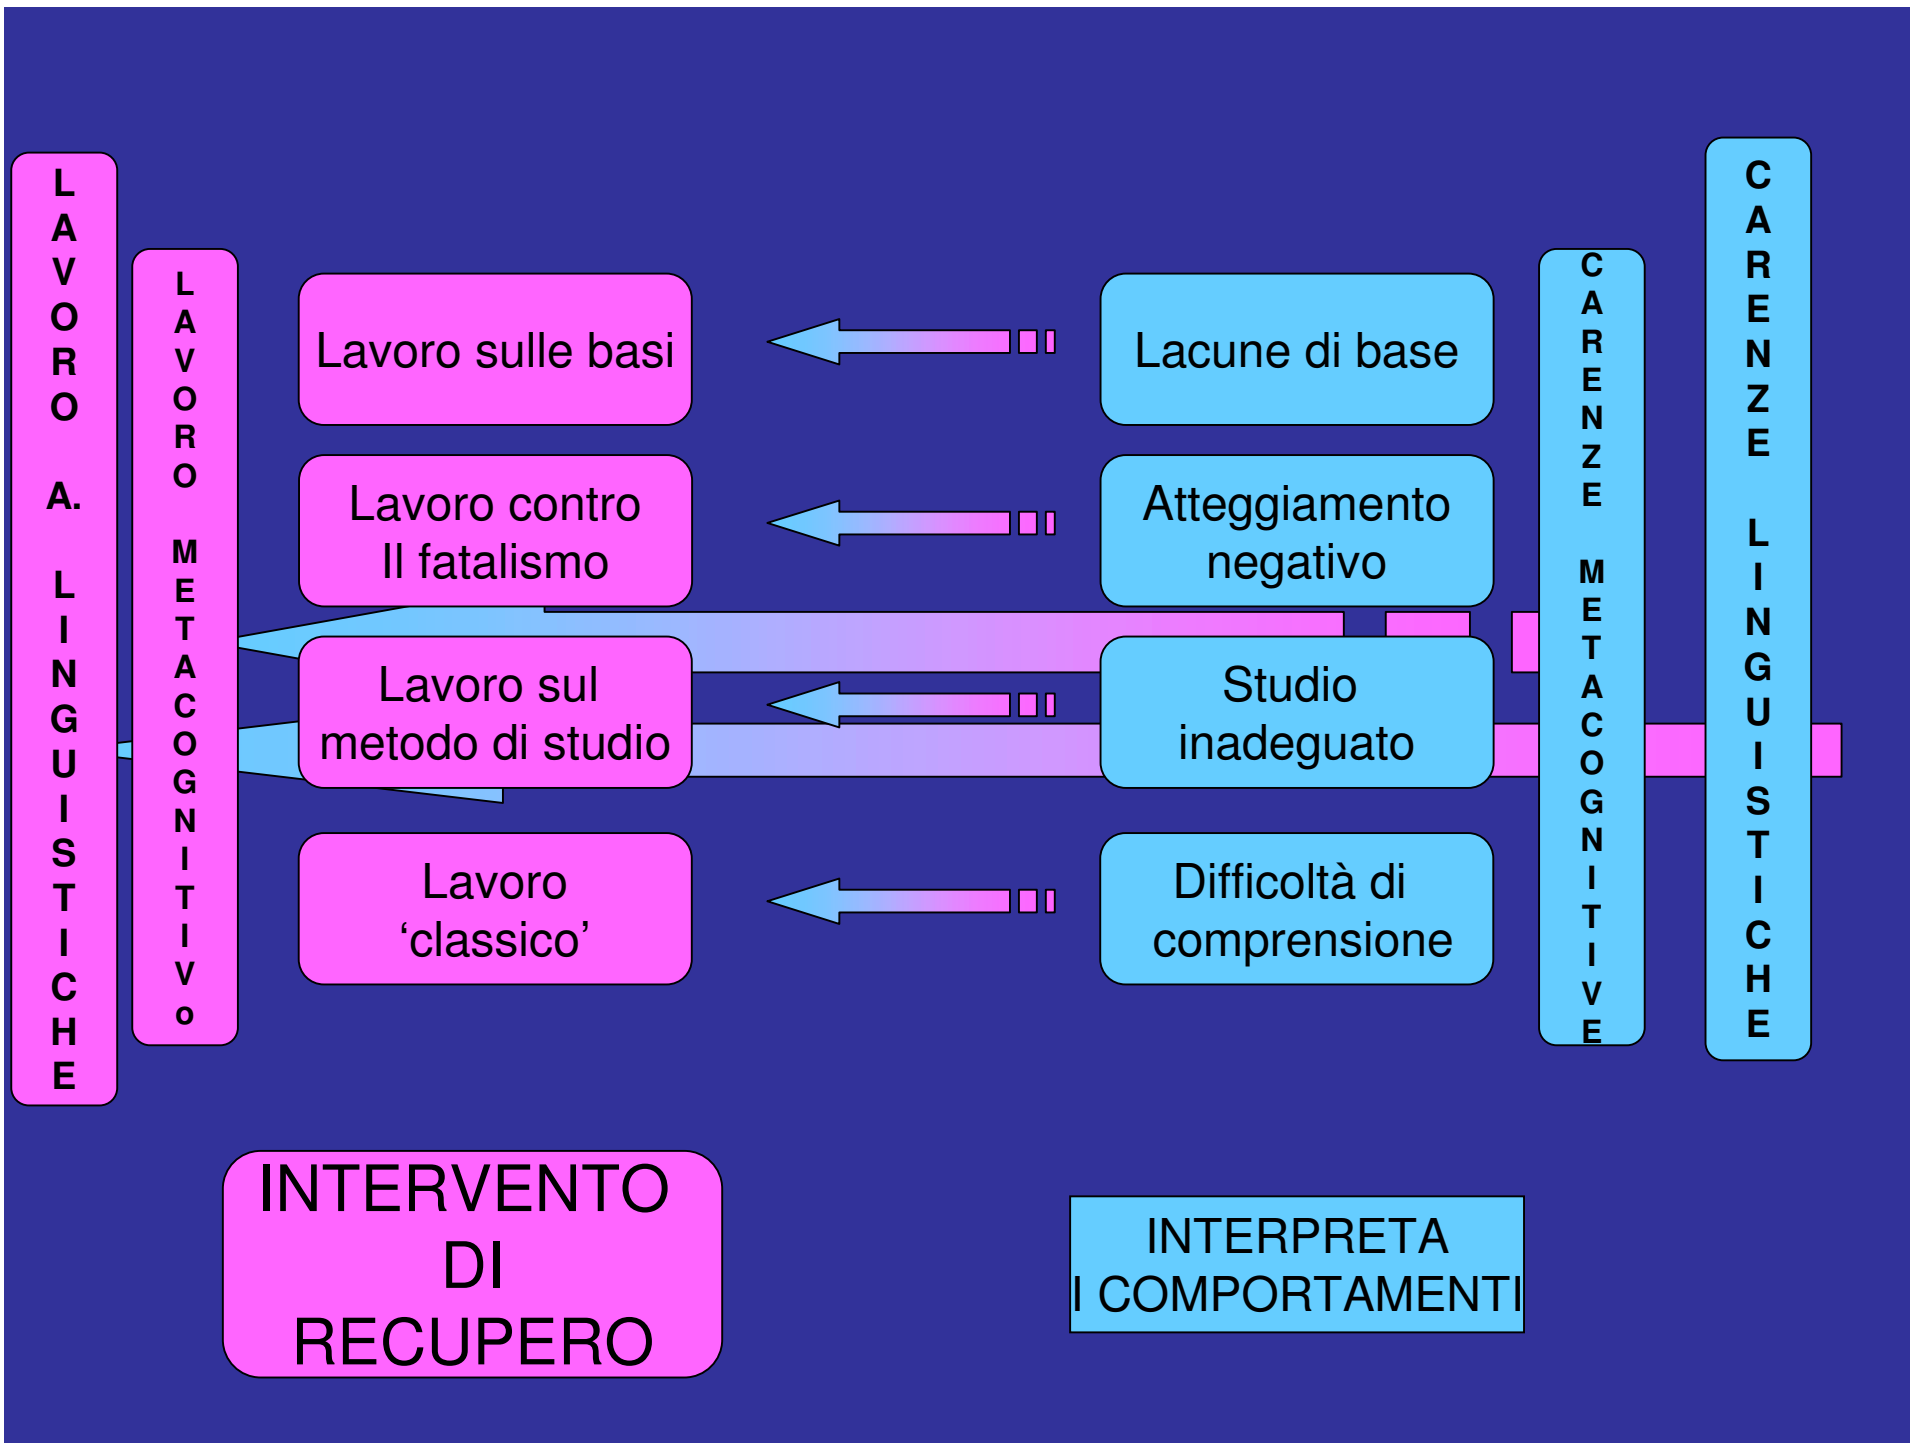 LAVORO A. LINGUISTICHE
LAVORO METACOGNITIVo
Lavoro sulle basi
Lacune di base
Lavoro contro
Il fatalismo
Atteggiamento
negativo
Lavoro sul
metodo di studio
Studio
inadeguato
Lavoro
‘classico’
Difficoltà di
comprensione
CARENZE METACOGNITIVE
CARENZE LINGUISTICHE
INTERVENTO
DI
RECUPERO
INTERPRETA
I COMPORTAMENTI